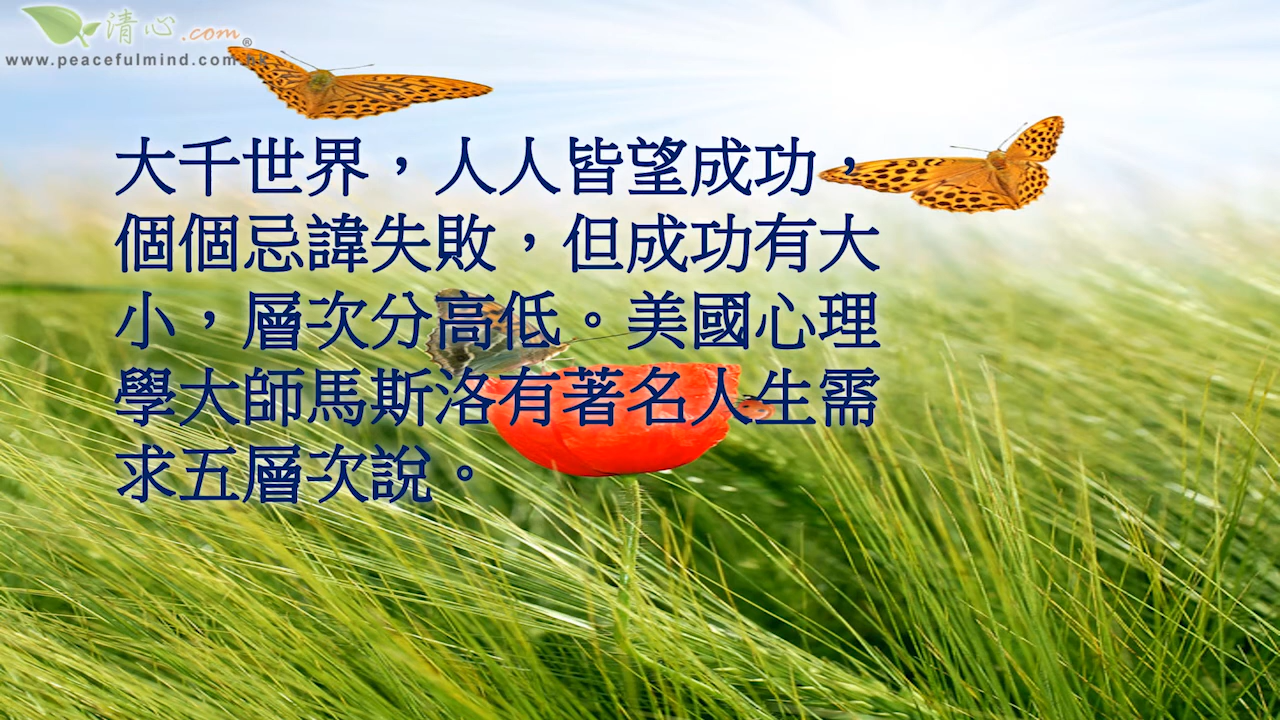 清心.com®
www.peacefulmind.com.hk
大千世界，人人皆望成功，
個個忌諱失敗，但成功有大
小，層次分高低。美國心理
學大師馬斯洛有著名人生需
求五層次說。